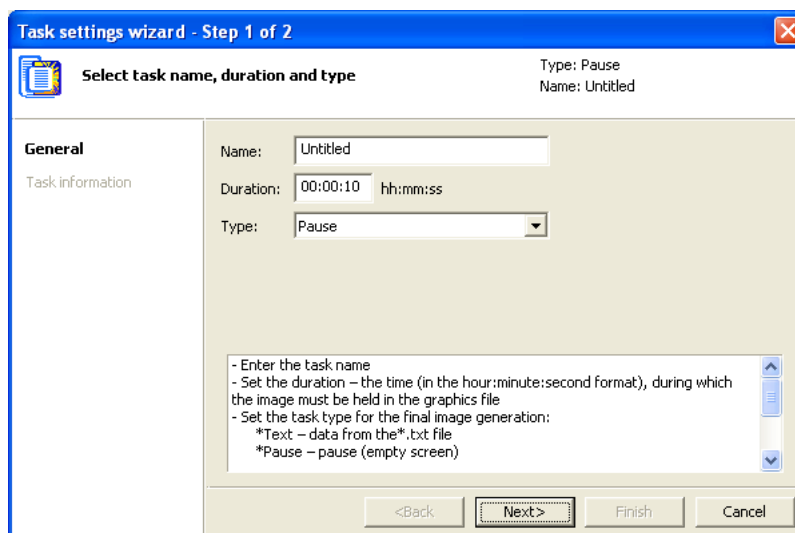 Task settings wizard - Step 1 of 2
Select task name, duration and type
Type: Pause
Name: Untitled
General
Task information
Name: Untitled
Duration: 00:00:10 hh:mm:ss
Type: Pause
- Enter the task name
- Set the duration – the time (in the hour:minute:second format), during which
the image must be held in the graphics file
- Set the task type for the final image generation:
*Text – data from the*.txt file
*Pause – pause (empty screen)
<Back Next> Finish Cancel